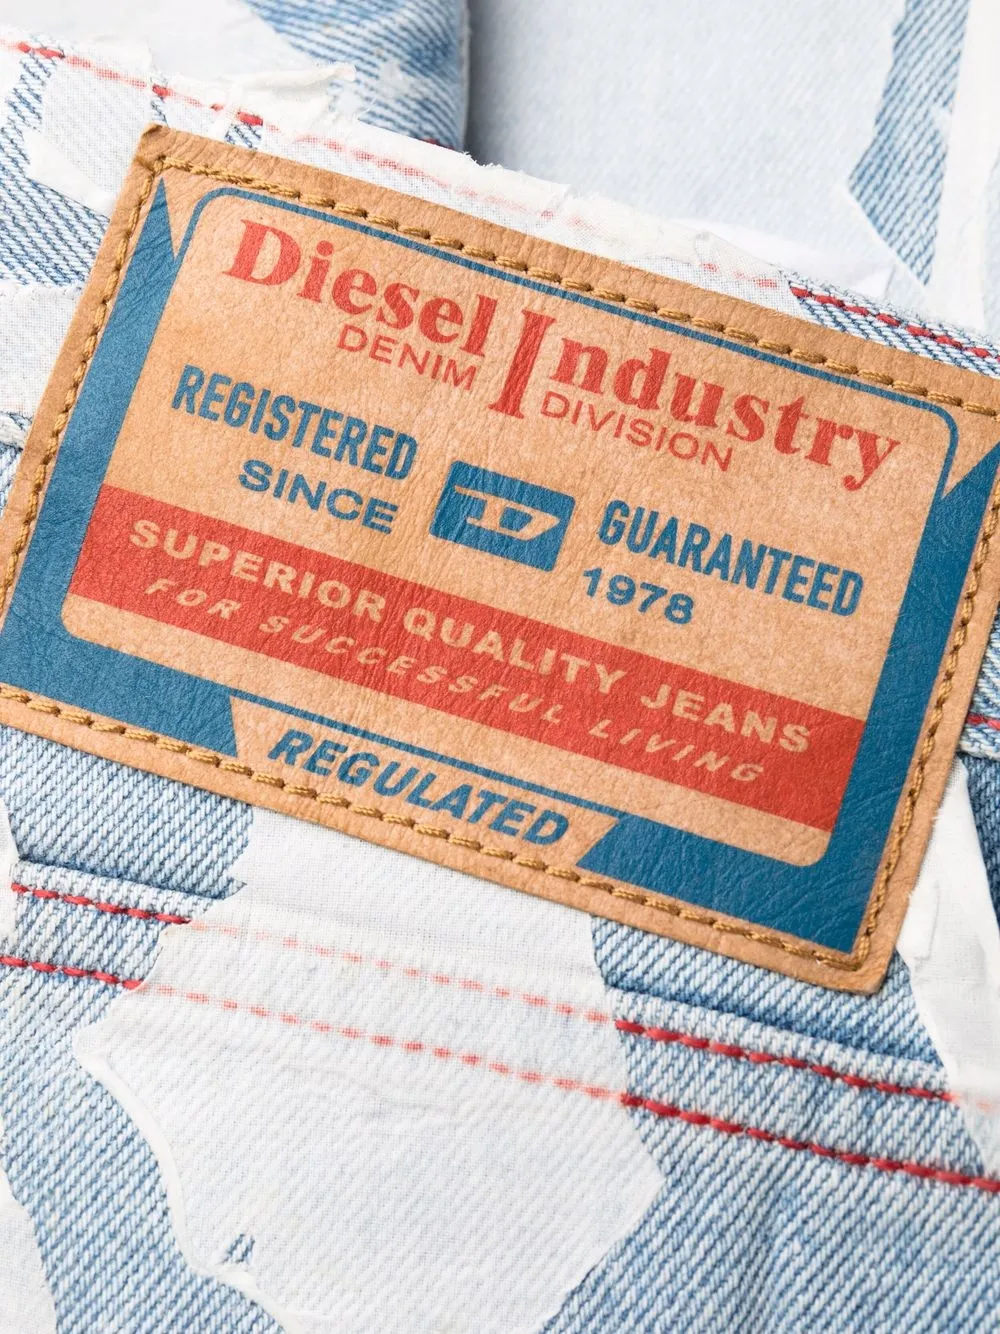 Diesel Industry
DENIM DIVISION
REGISTERED GUARANTEED
SINCE D 1978
SUPERIOR QUALITY JEANS
FOR SUCCESSFUL LIVING
REGULATED